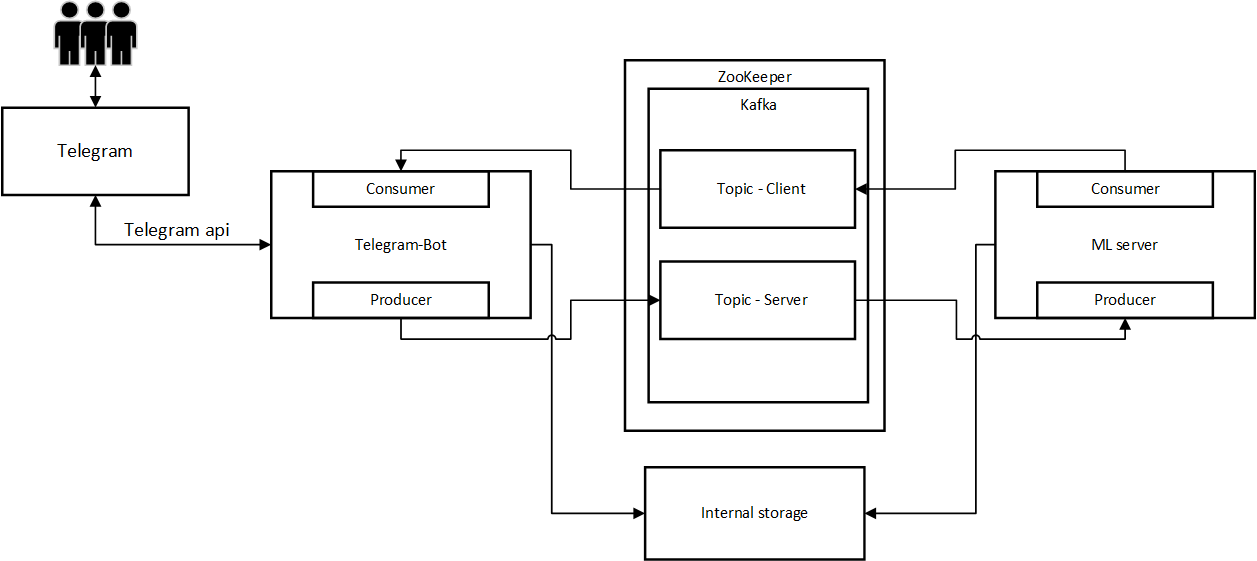 ZooKeeper
Kafka
Telegram
Consumer
Topic - Client
Consumer
Telegram api
Telegram-Bot
ML server
Producer
Topic - Server
Producer
Internal storage